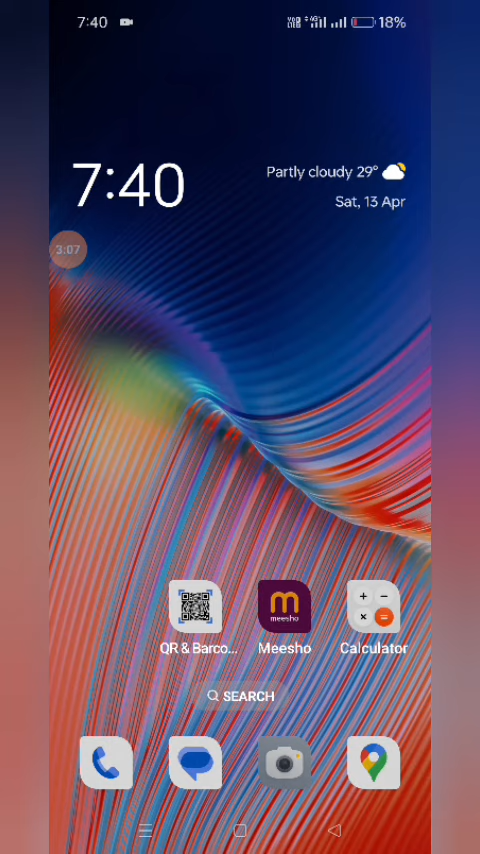 7:40 18%
7:40
Partly cloudy 29°
Sat, 13 Apr
3:07
meesho
QR & Barco... Meesho Calculator
SEARCH